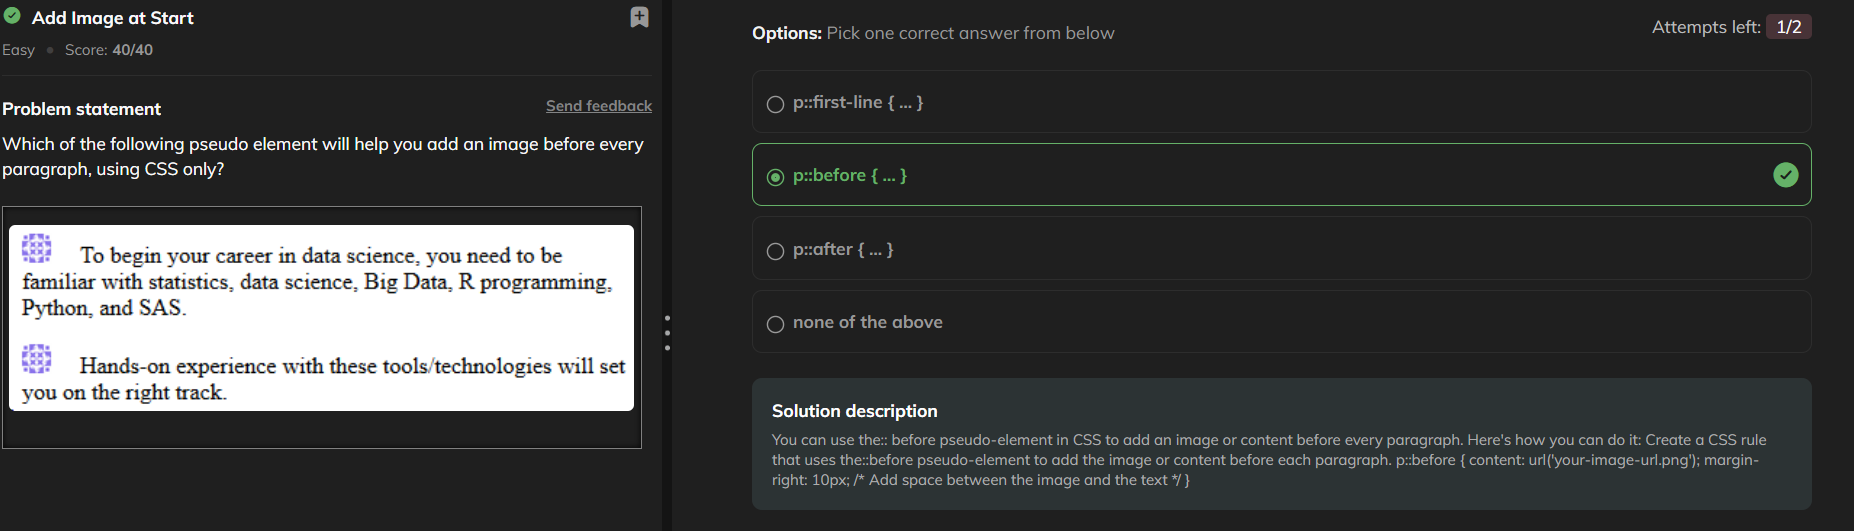 Add Image at Start
Easy • Score: 40/40
Problem statement
Send feedback
Which of the following pseudo element will help you add an image before every
paragraph, using CSS only?
To begin your career in data science, you need to be
familiar with statistics, data science, Big Data, R programming,
Python, and SAS.
Hands-on experience with these tools/technologies will set
you on the right track.
Options: Pick one correct answer from below
Attempts left: 1/2
p::first-line { ... }
p::before { ... }
p::after { ... }
none of the above
Solution description
You can use the:: before pseudo-element in CSS to add an image or content before every paragraph. Here's how you can do it: Create a CSS rule
that uses the::before pseudo-element to add the image or content before each paragraph. p::before { content: url('your-image-url.png'); margin-
right: 10px; /* Add space between the image and the text */ }